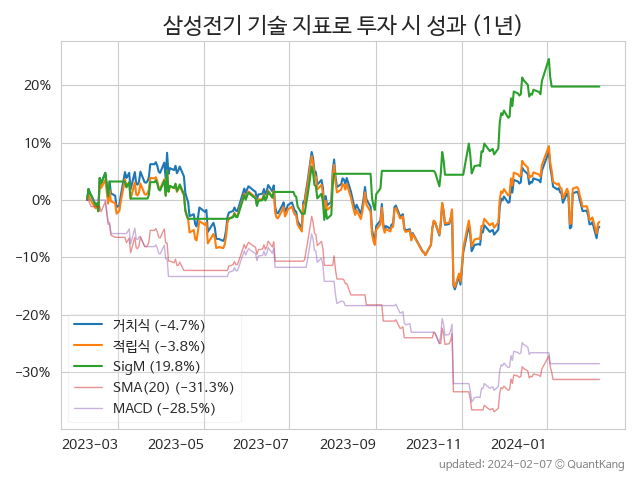 삼성전기 기술 지표로 투자 시 성과 (1년)
20%
10%
0%
−10%
−20%
−30%
거치식 (−4.7%)
적립식 (−3.8%)
SigM (19.8%)
SMA(20) (−31.3%)
MACD (−28.5%)
2023−03 2023−05 2023−07 2023−09 2023−11 2024−01
updated: 2024−02−07 © QuantKang